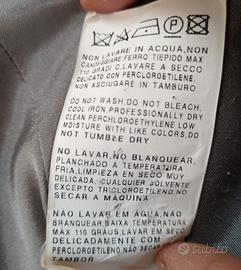 NON LAVARE IN ACQUA,NON
CANDEGGIARE,FERRO TIEPIDO MAX
110 GRADI C.LAVARE A SECCO
DELICATO CON PERCLOROETILENE.
NON ASCIUGARE IN TAMBURO
DO NOT WASH.DO NOT BLEACH,
COOL IRON,PROFESSIONALLY DRY
CLEAN PERCHLOROETHYLENE LOW
MOISTURE WITH LIKE COLORS,DO
NOT TUMBLE DRY
NO LAVAR,NO BLANQUEAR,
PLANCHADO A TEMPERATURA
FRIA,LIMPIEZA EN SECO MUY
DELICADA CUALQUIER SOLVENTE
EXCEPTO TRICLOROETILENO,NO
SECAR A MAQUINA
NÃO LAVAR EM AGUA,NAO
BRANQUEAR,BAIXA TEMPERATURA
MAX 110 GRAUS,LAVAR EM SECO
DELICADAMENTE COM
PERCLOROETILENO.NÃO SECAR
TAMBOR
subito